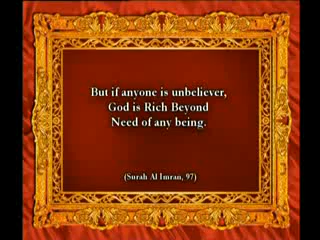 But if anyone is unbeliever,
God is Rich Beyond
Need of any being.
(Surah Al Imran, 97)